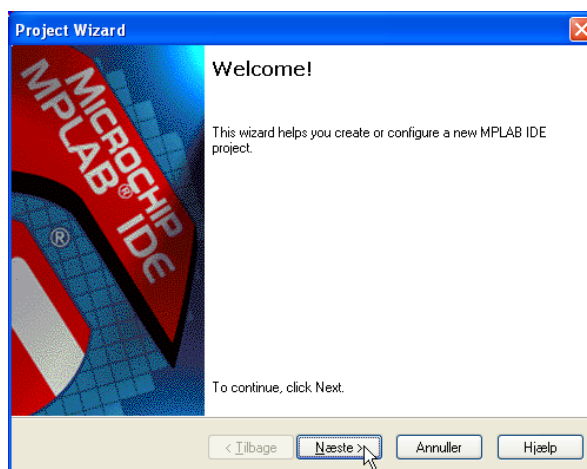 Project Wizard
Welcome!
This wizard helps you create or configure a new MPLAB IDE
project.
MICROCHIP
MPLAB® IDE
®
To continue, click Next.
< Tilbage
Næste >
Annuller
Hjælp